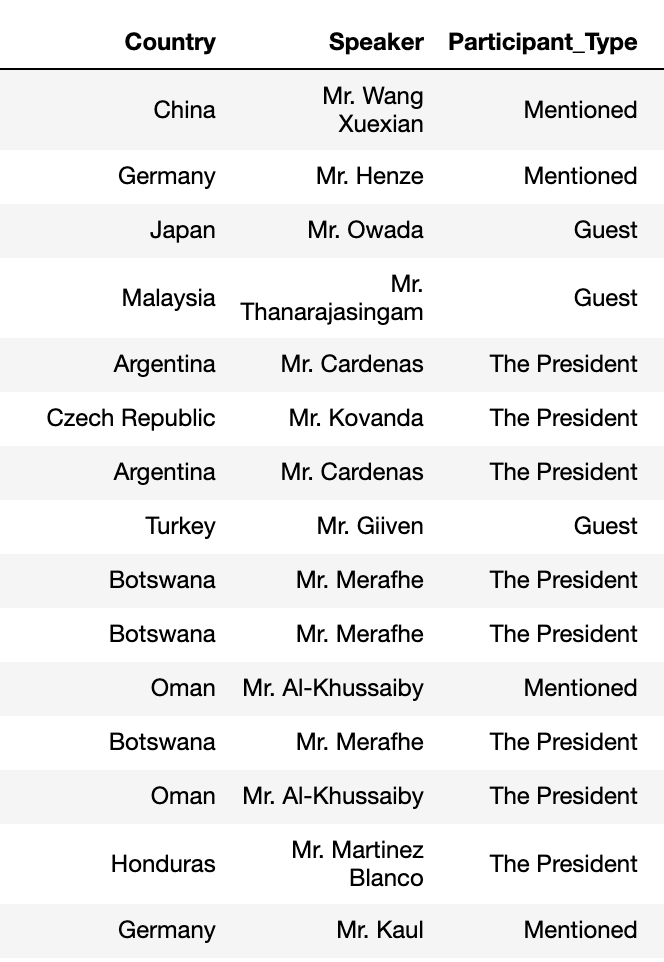 Country Speaker Participant_Type
China Mr. Wang Xuexian Mentioned
Germany Mr. Henze Mentioned
Japan Mr. Owada Guest
Malaysia Mr. Thanarajasingam Guest
Argentina Mr. Cardenas The President
Czech Republic Mr. Kovanda The President
Argentina Mr. Cardenas The President
Turkey Mr. Giiven Guest
Botswana Mr. Merafhe The President
Botswana Mr. Merafhe The President
Oman Mr. Al-Khussaiby Mentioned
Botswana Mr. Merafhe The President
Oman Mr. Al-Khussaiby The President
Honduras Mr. Martinez Blanco The President
Germany Mr. Kaul Mentioned